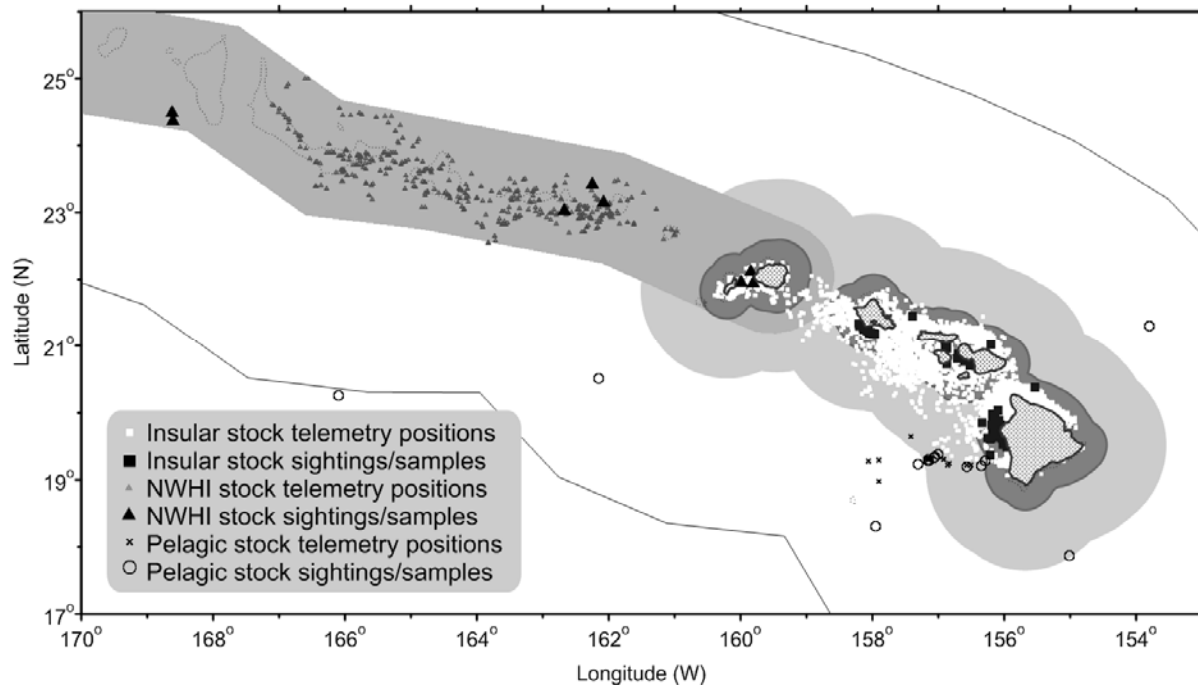 25°
23°
21°
19°
17°
Latitude (N)
Insular stock telemetry positions
Insular stock sightings/samples
NWHI stock telemetry positions
NWHI stock sightings/samples
Pelagic stock telemetry positions
Pelagic stock sightings/samples
170° 168° 166° 164° 162° 160° 158° 156° 154°
Longitude (W)